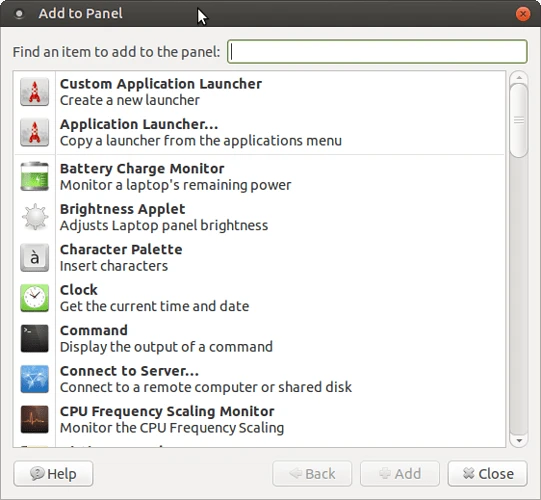 Add to Panel
Find an item to add to the panel:
Custom Application Launcher
Create a new launcher
Application Launcher...
Copy a launcher from the applications menu
Battery Charge Monitor
Monitor a laptop's remaining power
Brightness Applet
Adjusts Laptop panel brightness
à Character Palette
Insert characters
Clock
Get the current time and date
Command
Display the output of a command
Connect to Server...
Connect to a remote computer or shared disk
CPU Frequency Scaling Monitor
Monitor the CPU Frequency Scaling
Help Back Add Close